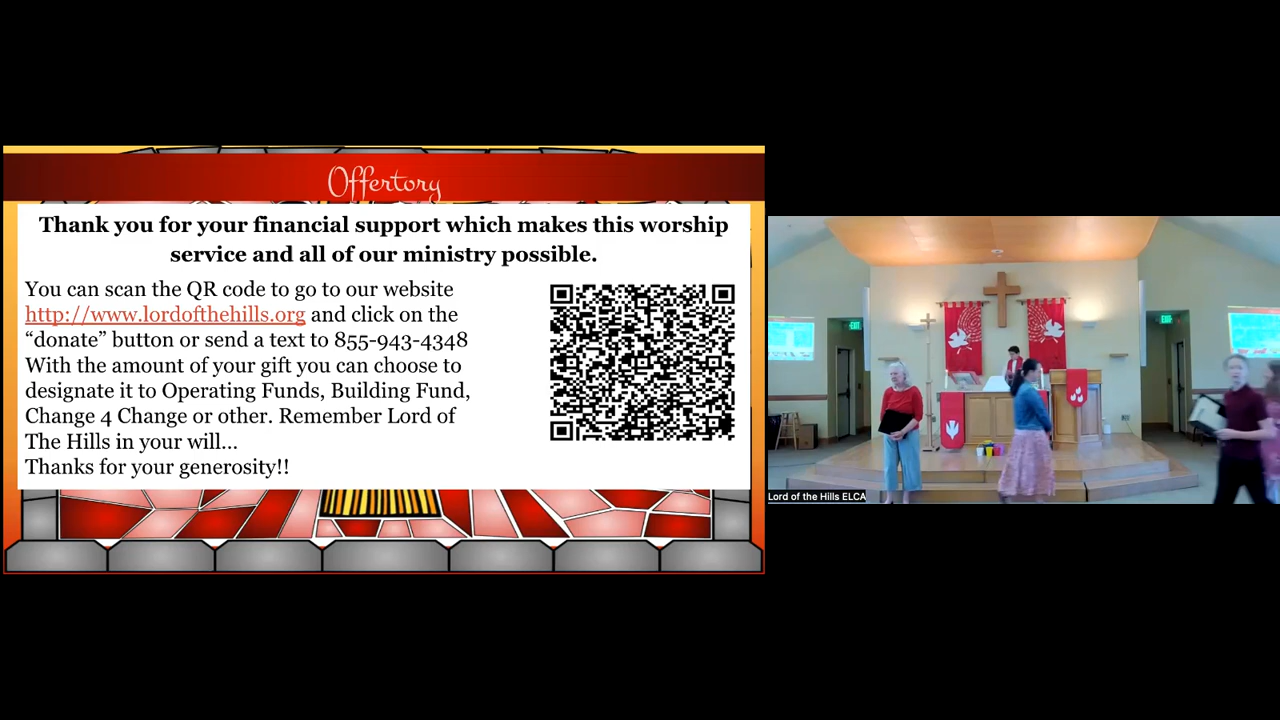 Offertory
Thank you for your financial support which makes this worship
service and all of our ministry possible.
You can scan the QR code to go to our website
http://www.lordofthehills.org and click on the
“donate” button or send a text to 855-943-4348
With the amount of your gift you can choose to
designate it to Operating Funds, Building Fund,
Change 4 Change or other. Remember Lord of
The Hills in your will...
Thanks for your generosity!!
EXIT
EXIT
Lord of the Hills ELCA